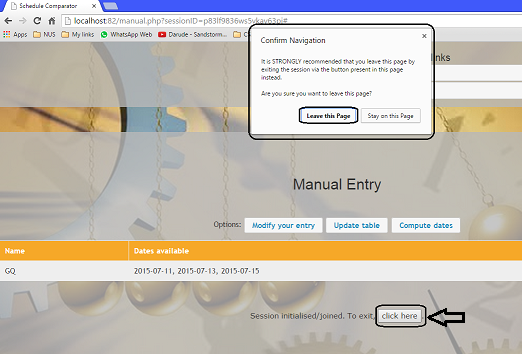 Schedule Comparator
localhost:82/manual.php?sessionID=p83lf9836ws5vkav63pi#
Apps
NUS
My links
WhatsApp Web
Darude - Sandstorm...
Confirm Navigation
It is STRONGLY recommended that you leave this page by
exiting the session via the button present in this page
instead.
Are you sure you want to leave this page?
Leave this Page
Stay on this Page
Manual Entry
Options:
Modify your entry
Update table
Compute dates
Name
Dates available
GQ
2015-07-11, 2015-07-13, 2015-07-15
Session initialised/joined. To exit,
click here